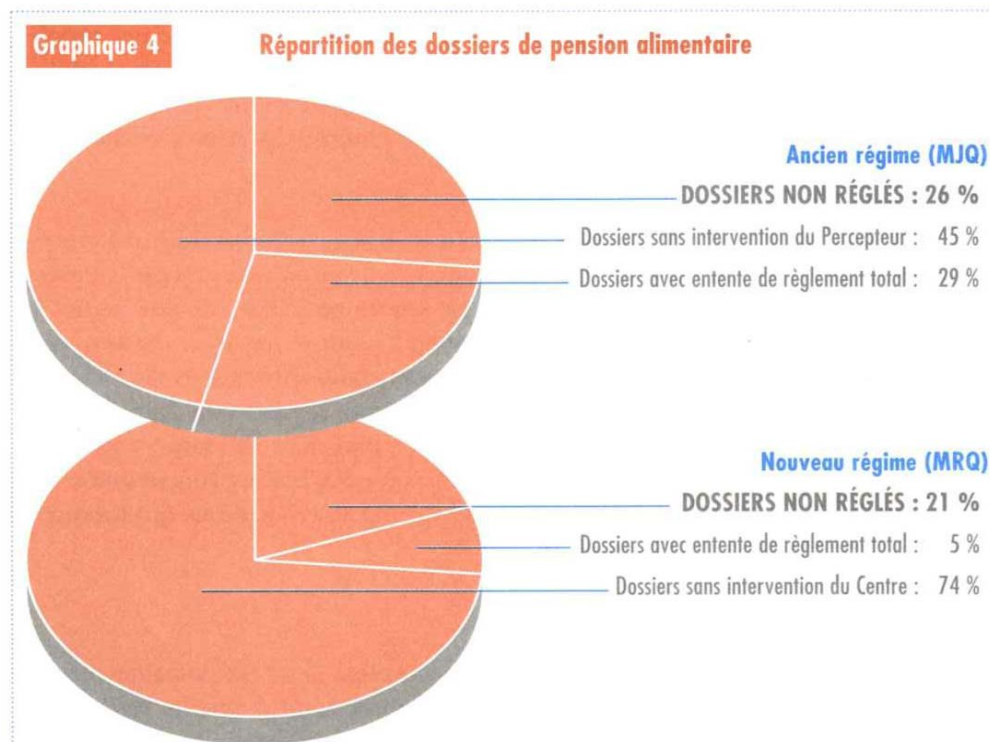 Graphique 4 Répartition des dossiers de pension alimentaire
Ancien régime (MJQ)
DOSSIERS NON RÉGLÉS : 26 %
Dossiers sans intervention du Percepteur : 45 %
Dossiers avec entente de règlement total : 29 %
Nouveau régime (MRQ)
DOSSIERS NON RÉGLÉS : 21 %
Dossiers avec entente de règlement total : 5 %
Dossiers sans intervention du Centre : 74 %